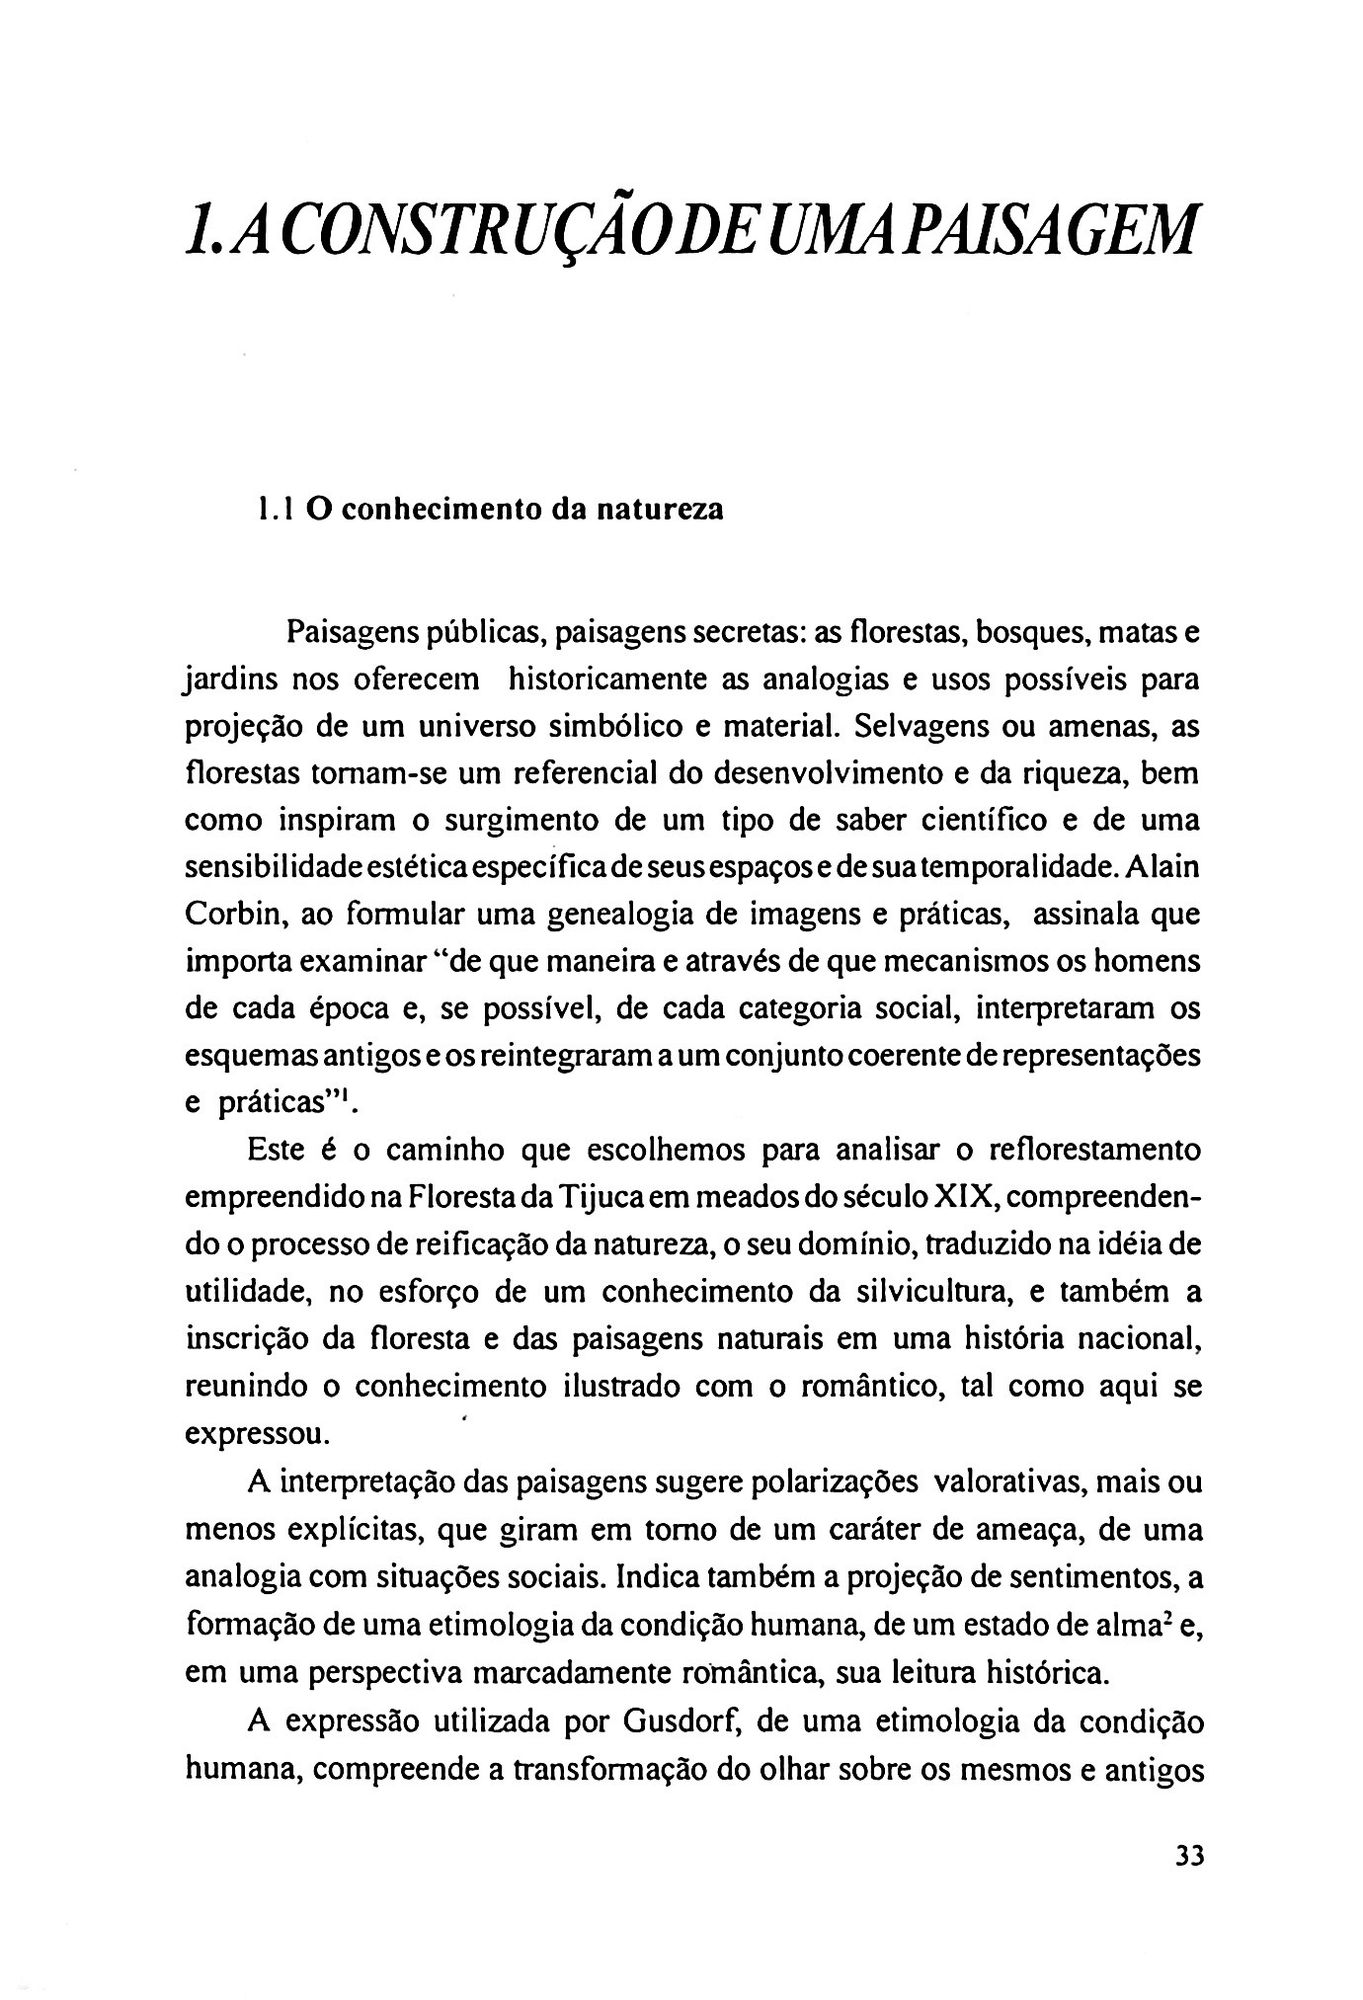 1. A CONSTRUÇÃO DE UMA PAISAGEM
1.1 O conhecimento da natureza
Paisagens públicas, paisagens secretas: as florestas, bosques, matas e
jardins nos oferecem historicamente as analogias e usos possíveis para
projeção de um universo simbólico e material. Selvagens ou amenas, as
florestas tornam-se um referencial do desenvolvimento e da riqueza, bem
como inspiram o surgimento de um tipo de saber científico e de uma
sensibilidade estética específica de seus espaços e de sua temporalidade. Alain
Corbin, ao formular uma genealogia de imagens e práticas, assinala que
importa examinar “de que maneira e através de que mecanismos os homens
de cada época e, se possível, de cada categoria social, interpretaram os
esquemas antigos e os reintegraram a um conjunto coerente de representações
e práticas”¹.
Este é o caminho que escolhemos para analisar o reflorestamento
empreendido na Floresta da Tijuca em meados do século XIX, compreenden-
do o processo de reificação da natureza, o seu domínio, traduzido na idéia de
utilidade, no esforço de um conhecimento da silvicultura, e também a
inscrição da floresta e das paisagens naturais em uma história nacional,
reunindo o conhecimento ilustrado com o romântico, tal como aqui se
expressou.
A interpretação das paisagens sugere polarizações valorativas, mais ou
menos explícitas, que giram em torno de um caráter de ameaça, de uma
analogia com situações sociais. Indica também a projeção de sentimentos, a
formação de uma etimologia da condição humana, de um estado de alma² e,
em uma perspectiva marcadamente romântica, sua leitura histórica.
A expressão utilizada por Gusdorf, de uma etimologia da condição
humana, compreende a transformação do olhar sobre os mesmos e antigos
33